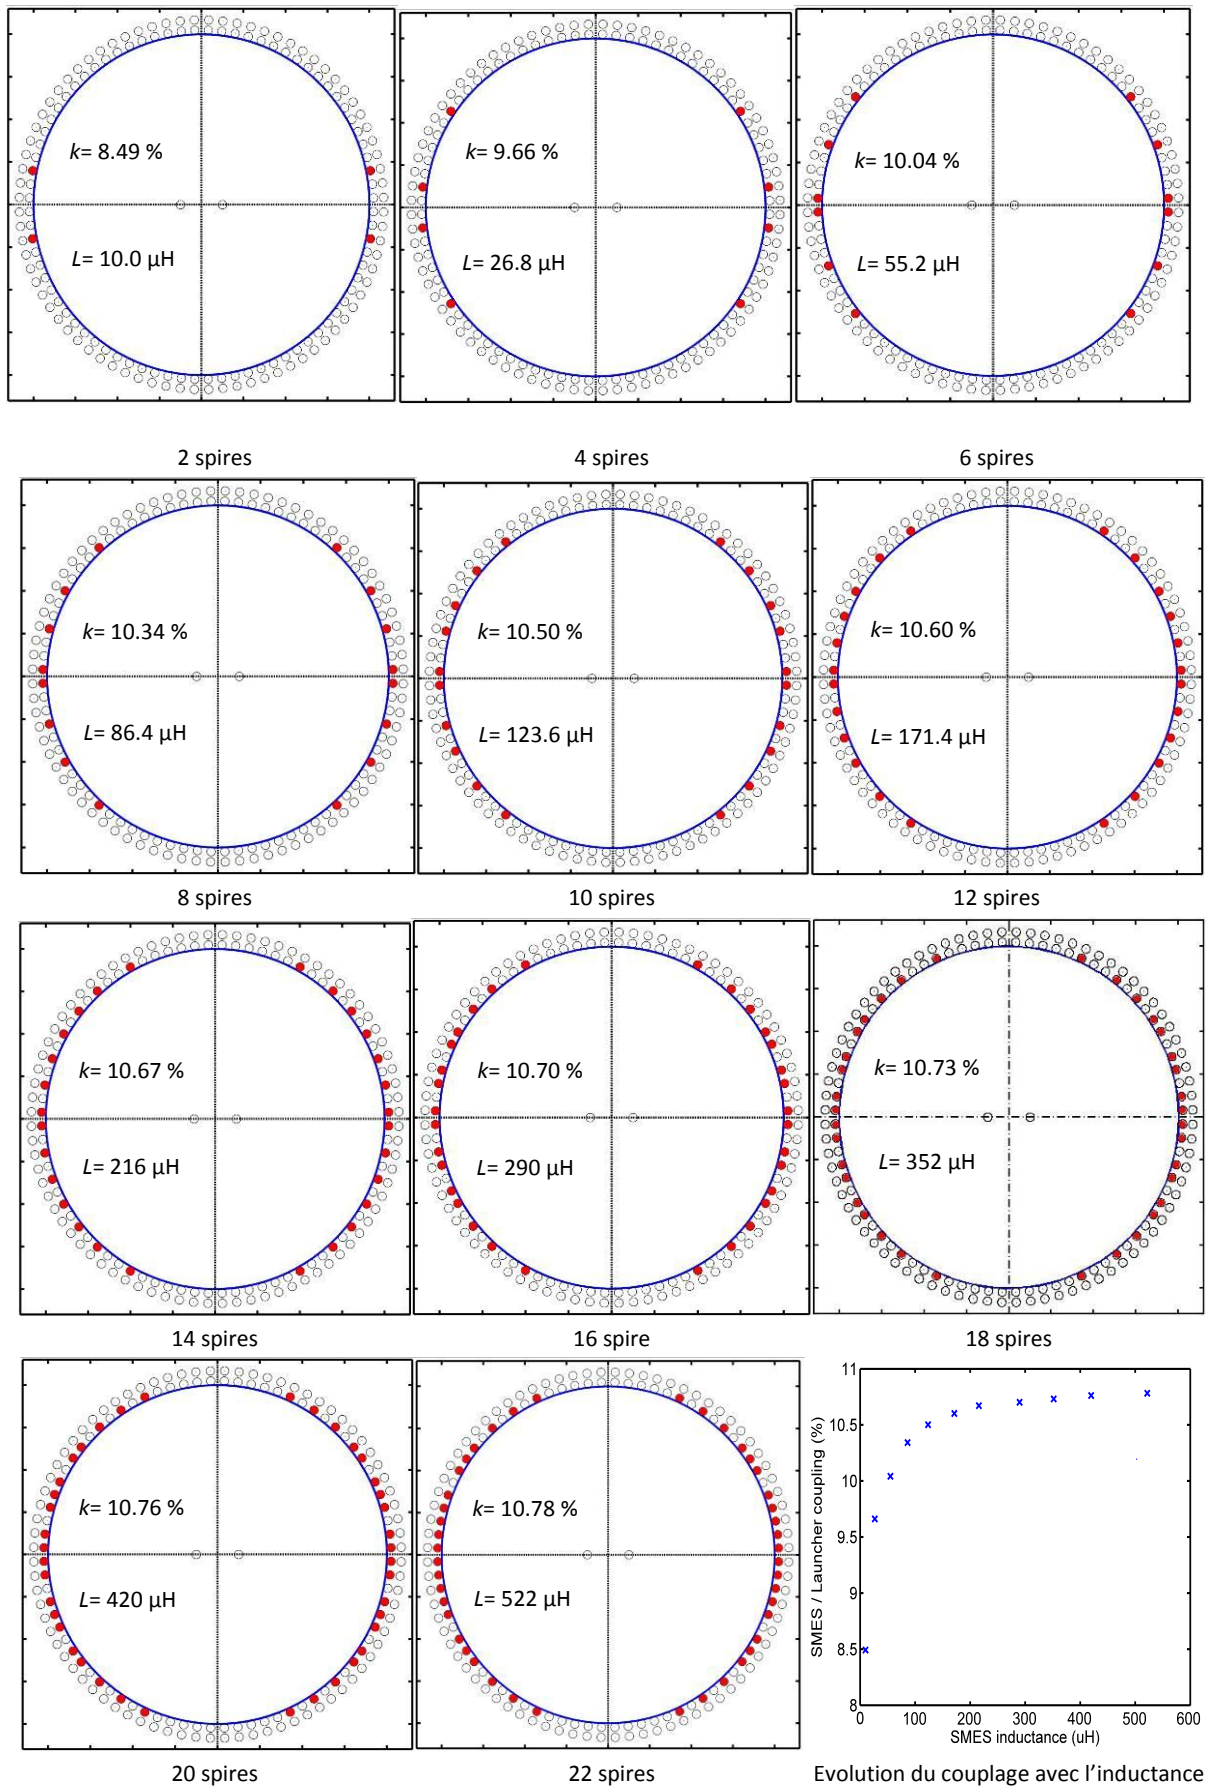 k= 8.49 %
L= 10.0 µH
k= 9.66 %
L= 26.8 µH
k= 10.04 %
L= 55.2 µH
2 spires
4 spires
6 spires
k= 10.34 %
L= 86.4 µH
k= 10.50 %
L= 123.6 µH
k= 10.60 %
L= 171.4 µH
8 spires
10 spires
12 spires
k= 10.67 %
L= 216 µH
k= 10.70 %
L= 290 µH
k= 10.73 %
L= 352 µH
14 spires
16 spire
18 spires
k= 10.76 %
L= 420 µH
k= 10.78 %
L= 522 µH
SMES / Launcher coupling (%)
11
10.5
10
9.5
9
8.5
8
0 100 200 300 400 500 600
SMES inductance (uH)
20 spires
22 spires
Evolution du couplage avec l'inductance